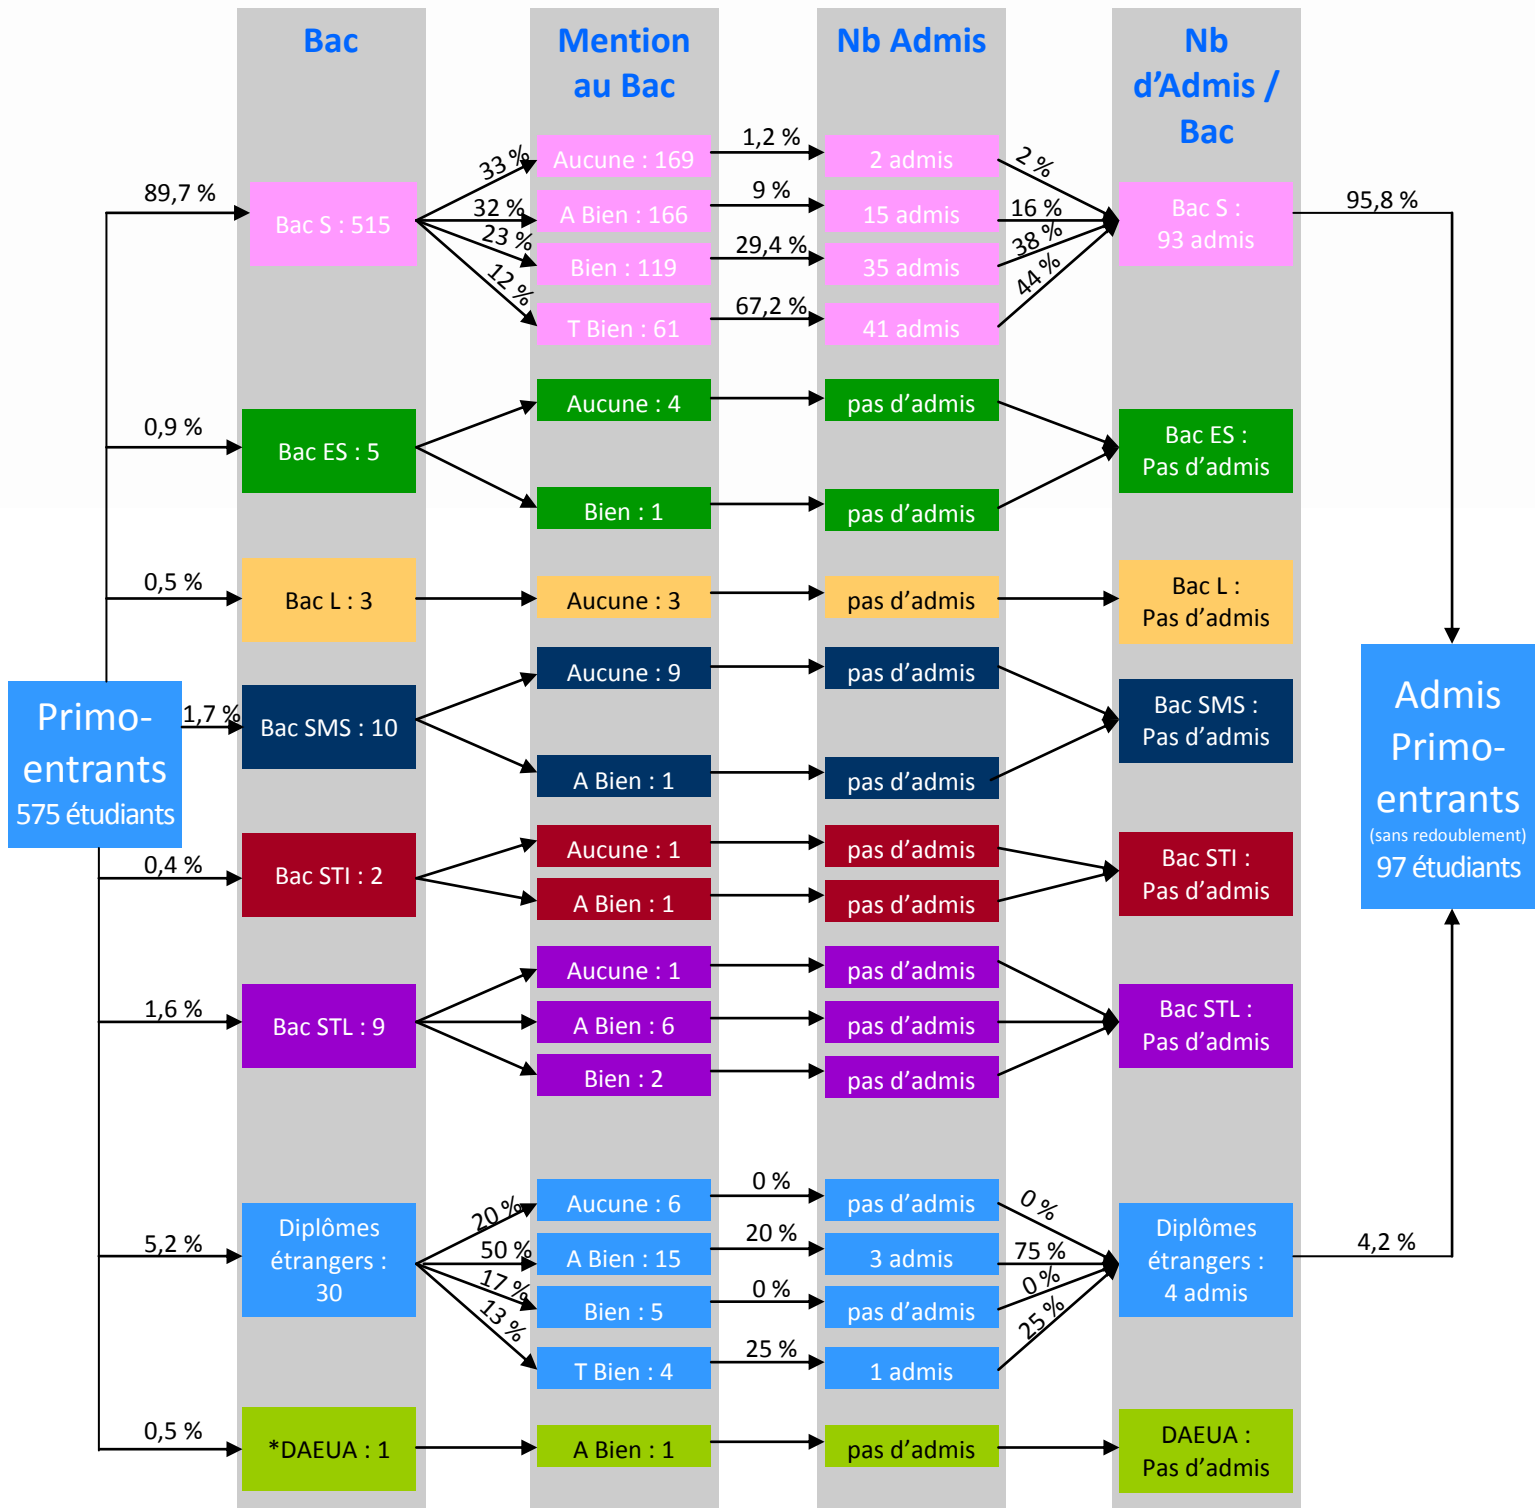 Bac
Mention
au Bac
Nb Admis
Nb
d'Admis /
Bac
89,7 %
Bac S : 515
33 %
32 %
23 %
12 %
Aucune : 169
A Bien : 166
Bien : 119
T Bien : 61
1,2 %
9 %
29,4 %
67,2 %
2 admis
15 admis
35 admis
41 admis
2 %
16 %
38 %
44 %
Bac S :
93 admis
95,8 %
0,9 %
Bac ES : 5
Aucune : 4
Bien : 1
pas d'admis
pas d'admis
Bac ES :
Pas d'admis
0,5 %
Bac L : 3
Aucune : 3
pas d'admis
Bac L :
Pas d'admis
Primo-
entrants
575 étudiants
1,7 %
Bac SMS : 10
Aucune : 9
A Bien : 1
pas d'admis
pas d'admis
Bac SMS :
Pas d'admis
Admis
Primo-
entrants
(sans redoublement)
97 étudiants
0,4 %
Bac STI : 2
Aucune : 1
A Bien : 1
pas d'admis
pas d'admis
Bac STI :
Pas d'admis
1,6 %
Bac STL : 9
Aucune : 1
A Bien : 6
Bien : 2
pas d'admis
pas d'admis
pas d'admis
Bac STL :
Pas d'admis
5,2 %
Diplômes
étrangers :
30
20 %
50 %
17 %
13 %
Aucune : 6
A Bien : 15
Bien : 5
T Bien : 4
0 %
20 %
0 %
25 %
pas d'admis
3 admis
pas d'admis
1 admis
0 %
75 %
0 %
25 %
Diplômes
étrangers :
4 admis
4,2 %
0,5 %
*DAEUA : 1
A Bien : 1
pas d'admis
DAEUA :
Pas d'admis